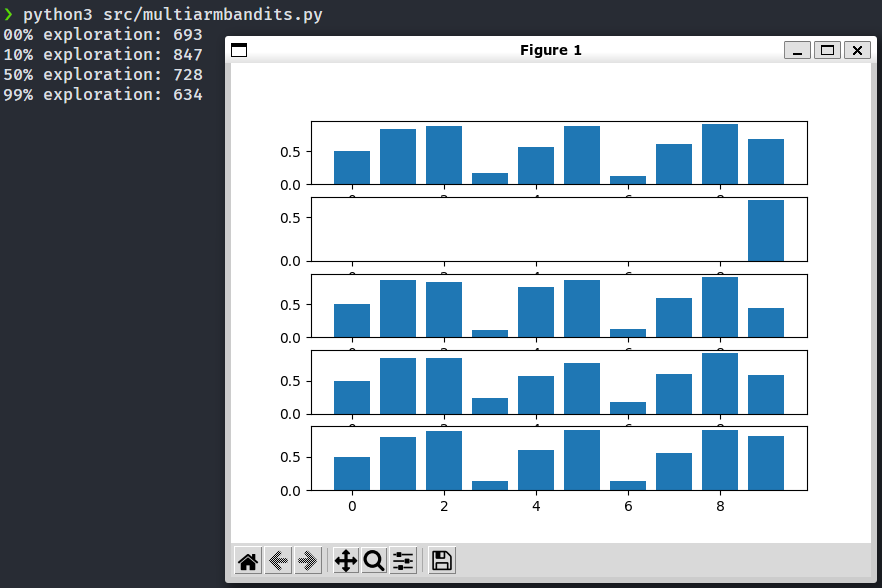 ❯ python3 src/multiarmbandits.py
00% exploration: 693
10% exploration: 847
50% exploration: 728
99% exploration: 634
Figure 1
0.5
0.0
0.5
0.0
0.5
0.0
0.5
0.0
0.5
0.0
0 2 4 6 8